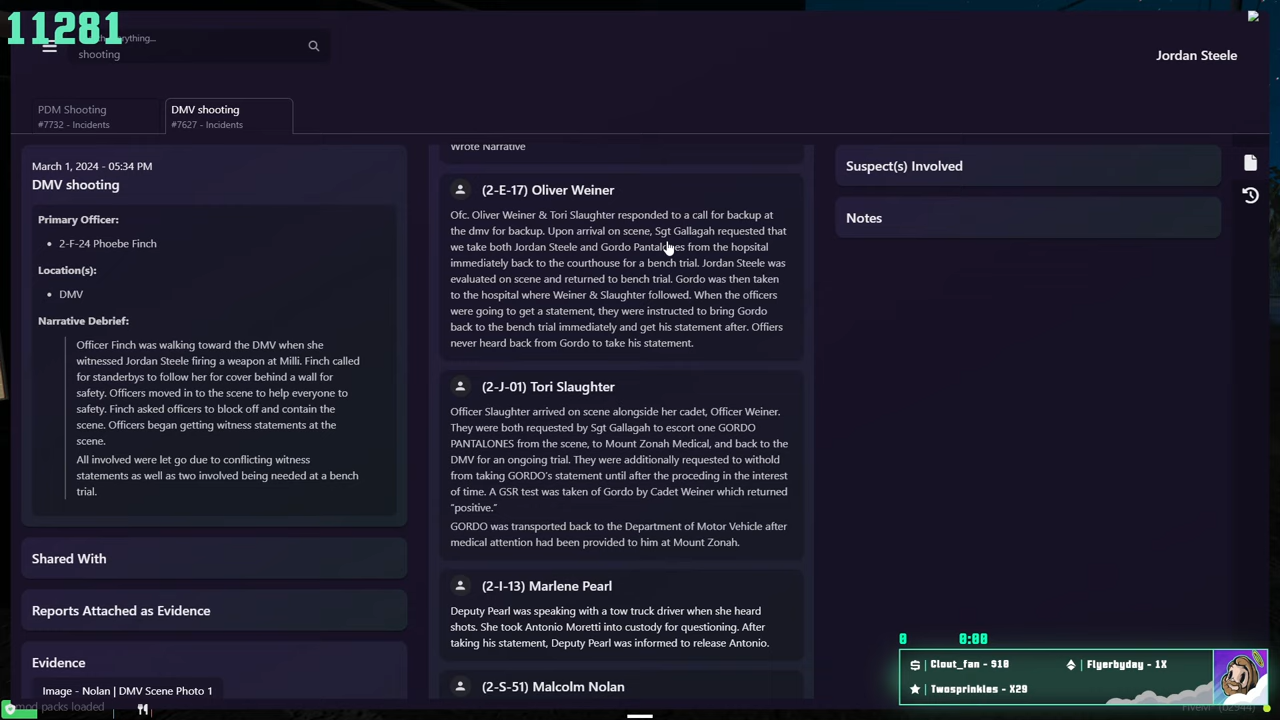 11281
shooting
Jordan Steele
PDM Shooting
#7732 - Incidents
DMV shooting
#7627 - Incidents
March 1, 2024 - 05:34 PM
DMV shooting
Primary Officer:
2-F-24 Phoebe Finch
Location(s):
DMV
Narrative Debrief:
Officer Finch was walking toward the DMV when she
witnessed Jordan Steele firing a weapon at Milli. Finch called
for standerbys to follow her for cover behind a wall for
safety. Officers moved in to the scene to help everyone to
safety. Finch asked officers to block off and contain the
scene. Officers began getting witness statements at the
scene.
All involved were let go due to conflicting witness
statements as well as two involved being needed at a bench
trial.
Shared With
Reports Attached as Evidence
Evidence
Image - Nolan | DMV Scene Photo 1
Wrote Narrative
(2-E-17) Oliver Weiner
Ofc. Oliver Weiner & Tori Slaughter responded to a call for backup at
the dmv for backup. Upon arrival on scene, Sgt Gallagah requested that
we take both Jordan Steele and Gordo Pantalones from the hopsital
immediately back to the courthouse for a bench trial. Jordan Steele was
evaluated on scene and returned to bench trial. Gordo was then taken
to the hospital where Weiner & Slaughter followed. When the officers
were going to get a statement, they were instructed to bring Gordo
back to the bench trial immediately and get his statement after. Offiers
never heard back from Gordo to take his statement.
(2-J-01) Tori Slaughter
Officer Slaughter arrived on scene alongside her cadet, Officer Weiner.
They were both requested by Sgt Gallagah to escort one GORDO
PANTALONES from the scene, to Mount Zonah Medical, and back to the
DMV for an ongoing trial. They were additionally requested to withold
from taking GORDO's statement until after the proceding in the interest
of time. A GSR test was taken of Gordo by Cadet Weiner which returned
"positive."
GORDO was transported back to the Department of Motor Vehicle after
medical attention had been provided to him at Mount Zonah.
(2-I-13) Marlene Pearl
Deputy Pearl was speaking with a tow truck driver when she heard
shots. She took Antonio Moretti into custody for questioning. After
taking his statement, Deputy Pearl was informed to release Antonio.
(2-S-51) Malcolm Nolan
Suspect(s) Involved
Notes
0 0:00
Clout_fan - $10
Flyerbyday - 1X
Twosprinkles - X29
mod packs loaded